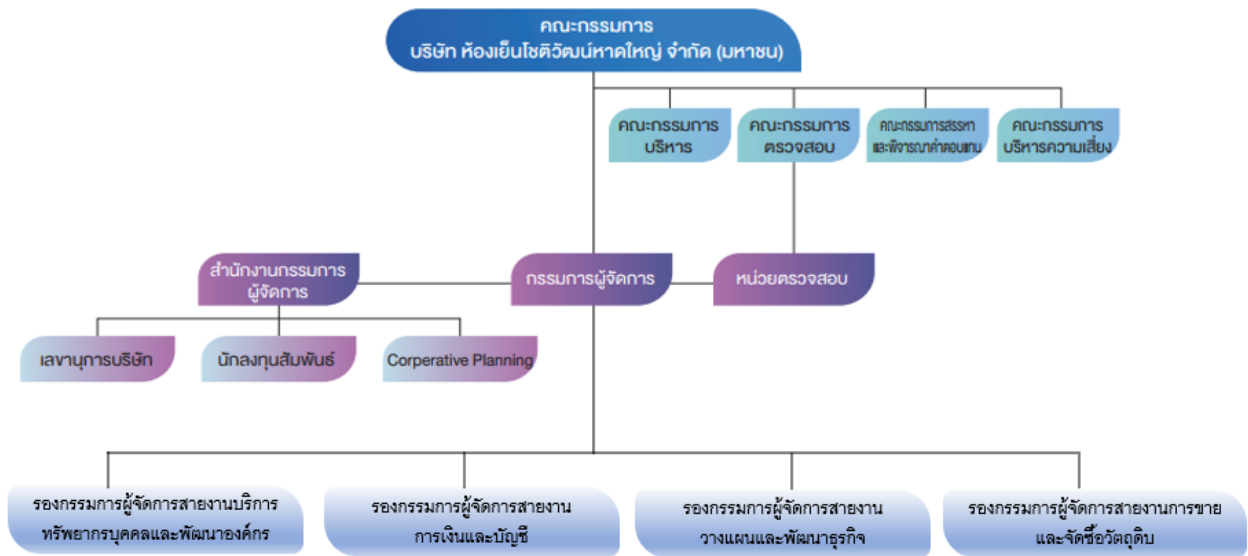 คณะกรรมการ
บริษัท ห้องเย็นโชติวัฒน์หาดใหญ่ จำกัด (มหาชน)
คณะกรรมการ
บริหาร
คณะกรรมการ
ตรวจสอบ
คณะกรรมการสรรหา
และพิจารณาค่าตอบแทน
คณะกรรมการ
บริหารความเสี่ยง
สำนักงานกรรมการ
ผู้จัดการ
กรรมการผู้จัดการ
หน่วยตรวจสอบ
เลขานุการบริษัท
นักลงทุนสัมพันธ์
Corperative Planning
รองกรรมการผู้จัดการสายงานบริการ
ทรัพยากรบุคคลและพัฒนาองค์กร
รองกรรมการผู้จัดการสายงาน
การเงินและบัญชี
รองกรรมการผู้จัดการสายงาน
วางแผนและพัฒนาธุรกิจ
รองกรรมการผู้จัดการสายงานการขาย
และจัดซื้อวัตถุดิบ